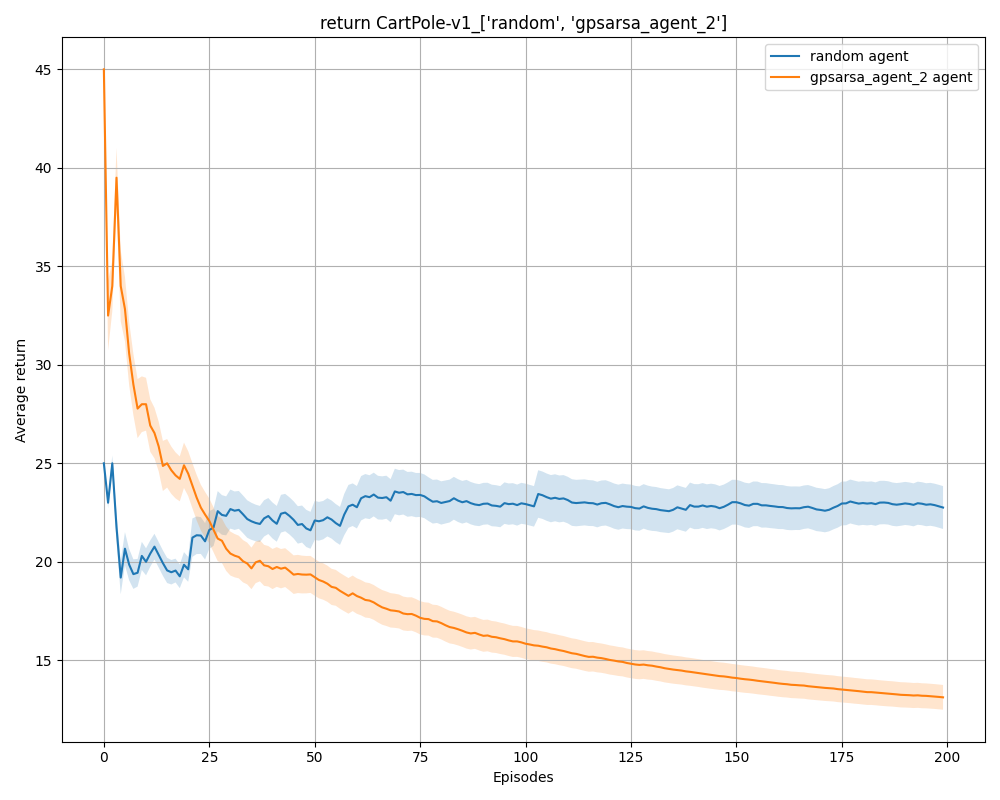 return CartPole-v1_['random', 'gpsarsa_agent_2']
random agent
gpsarsa_agent_2 agent
45
40
35
30
25
20
15
Average return
0 25 50 75 100 125 150 175 200
Episodes